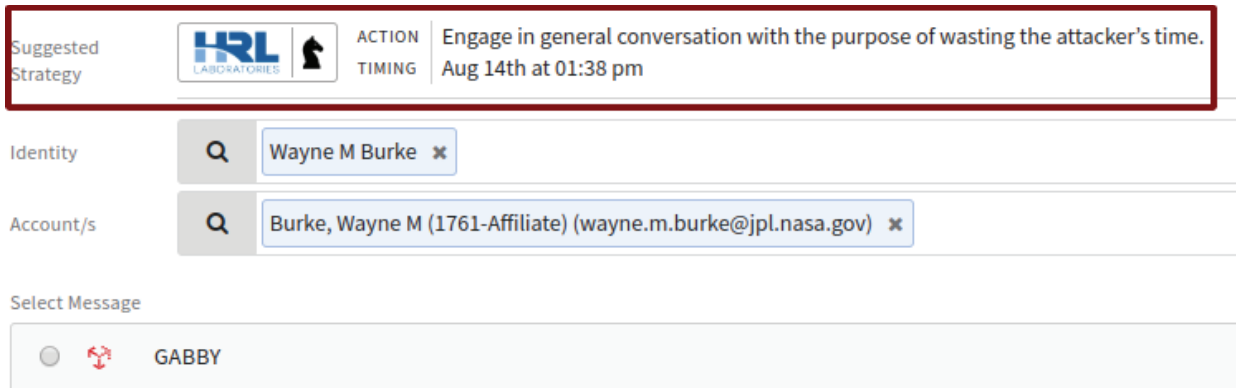 Suggested
Strategy
HRL
LABORATORIES
ACTION Engage in general conversation with the purpose of wasting the attacker's time.
TIMING Aug 14th at 01:38 pm
Identity Wayne M Burke ×
Account/s Burke, Wayne M (1761-Affiliate) (wayne.m.burke@jpl.nasa.gov) ×
Select Message
GABBY